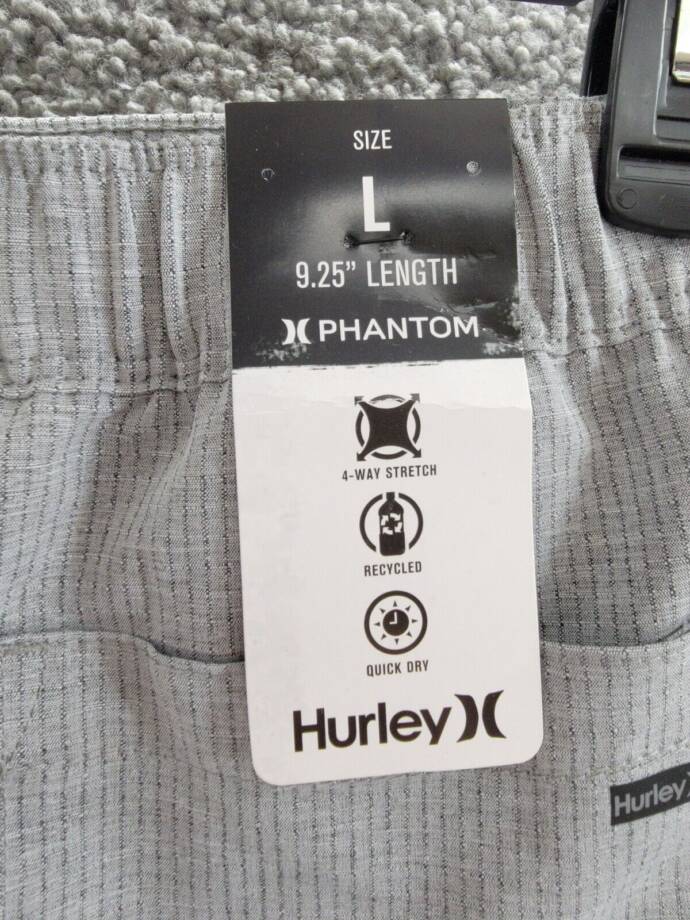 SIZE
L
9.25” LENGTH
PHANTOM
4-WAY STRETCH
RECYCLED
QUICK DRY
Hurley
Hurley